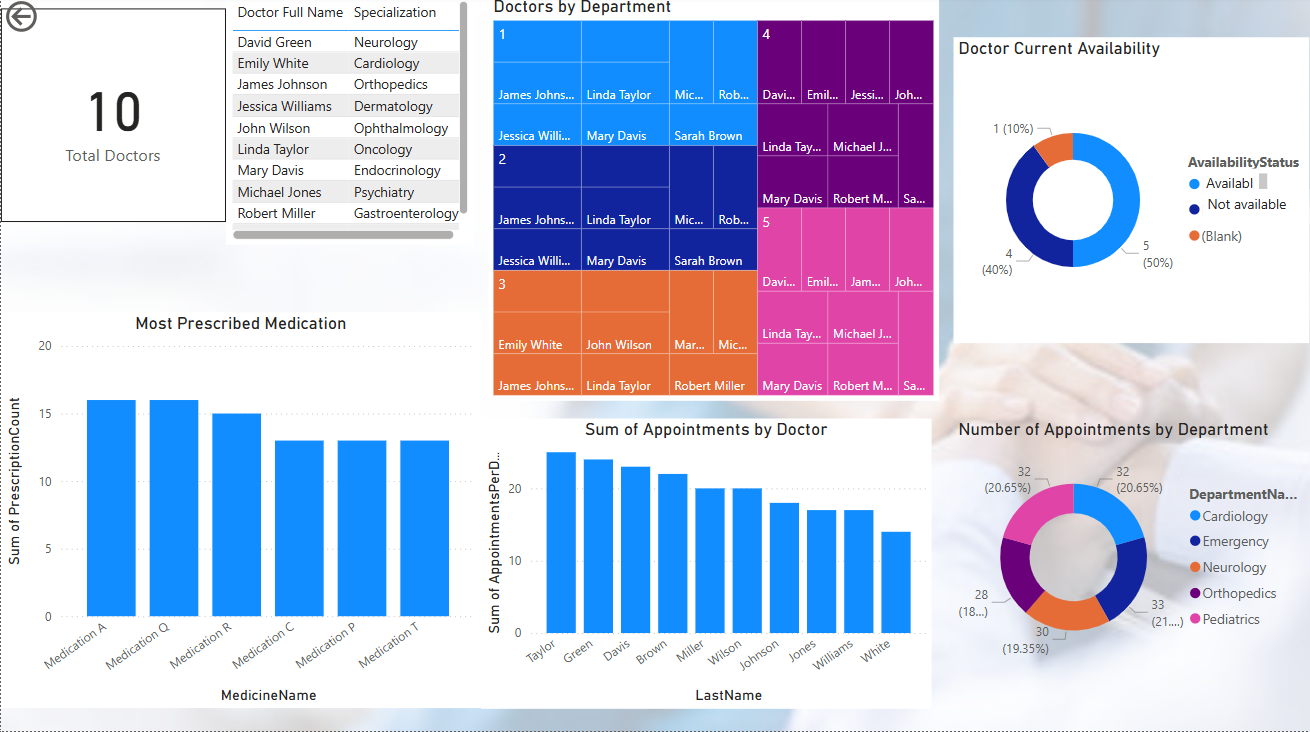 10
Total Doctors
Doctor Full Name Specialization
David Green Neurology
Emily White Cardiology
James Johnson Orthopedics
Jessica Williams Dermatology
John Wilson Ophthalmology
Linda Taylor Oncology
Mary Davis Endocrinology
Michael Jones Psychiatry
Robert Miller Gastroenterology
Doctors by Department
1
James Johns... Linda Taylor Mic... Rob...
Jessica Willi... Mary Davis Sarah Brown
2
James Johns... Linda Taylor Mic... Rob...
Jessica Willi... Mary Davis Sarah Brown
3
Emily White John Wilson Mar... Mic...
James Johns... Linda Taylor Robert Miller
4
Davi... Emil... Jessi... Joh...
Linda Tay... Michael J...
Mary Davis Robert M... Sa...
5
Davi... Emil... Jam... Joh...
Linda Tay... Michael J...
Mary Davis Robert M... Sa...
Doctor Current Availability
1 (10%)
4
(40%)
5
(50%)
AvailabilityStatus
Availabl
Not available
(Blank)
Most Prescribed Medication
Sum of PrescriptionCount
20
15
10
5
0
Medication A
Medication Q
Medication R
Medication C
Medication P
Medication T
MedicineName
Sum of Appointments by Doctor
Sum of AppointmentsPerD...
20
10
0
Taylor
Green
Davis
Brown
Miller
Wilson
Johnson
Jones
Williams
White
LastName
Number of Appointments by Department
32
(20.65%)
32
(20.65%)
28
(18...)
33
(21....)
30
(19.35%)
DepartmentNa...
Cardiology
Emergency
Neurology
Orthopedics
Pediatrics